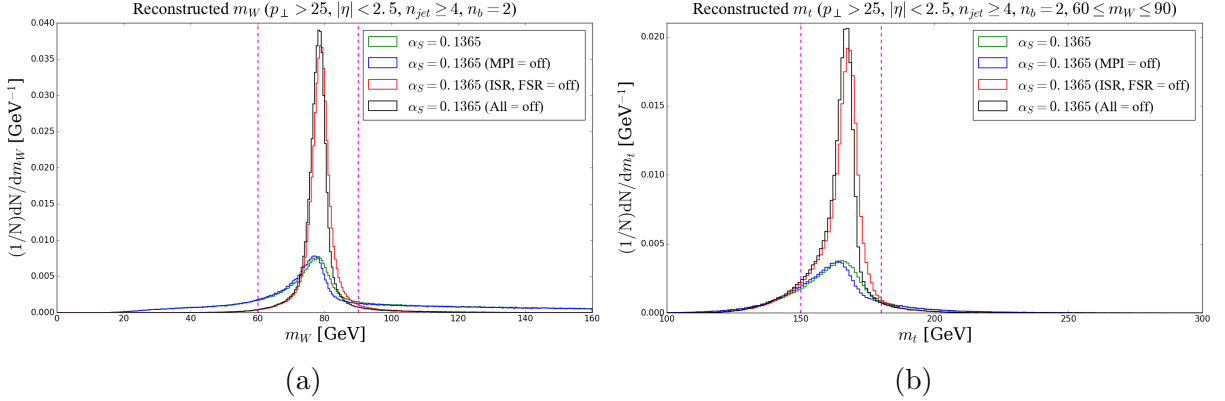 Reconstructed m_W (p_⊥ > 25, |η| < 2.5, n_jet ≥ 4, n_b = 2)
0.040
0.035
0.030
0.025
0.020
0.015
0.010
0.005
0.000
(1/N)dN/dm_W [GeV⁻¹]
α_S = 0.1365
α_S = 0.1365 (MPI = off)
α_S = 0.1365 (ISR, FSR = off)
α_S = 0.1365 (All = off)
0 20 40 60 80 100 120 140 160
m_W [GeV]
(a)
Reconstructed m_t (p_⊥ > 25, |η| < 2.5, n_jet ≥ 4, n_b = 2, 60 ≤ m_W ≤ 90)
0.020
0.015
0.010
0.005
0.000
(1/N)dN/dm_t [GeV⁻¹]
α_S = 0.1365
α_S = 0.1365 (MPI = off)
α_S = 0.1365 (ISR, FSR = off)
α_S = 0.1365 (All = off)
100 150 200 250 300
m_t [GeV]
(b)